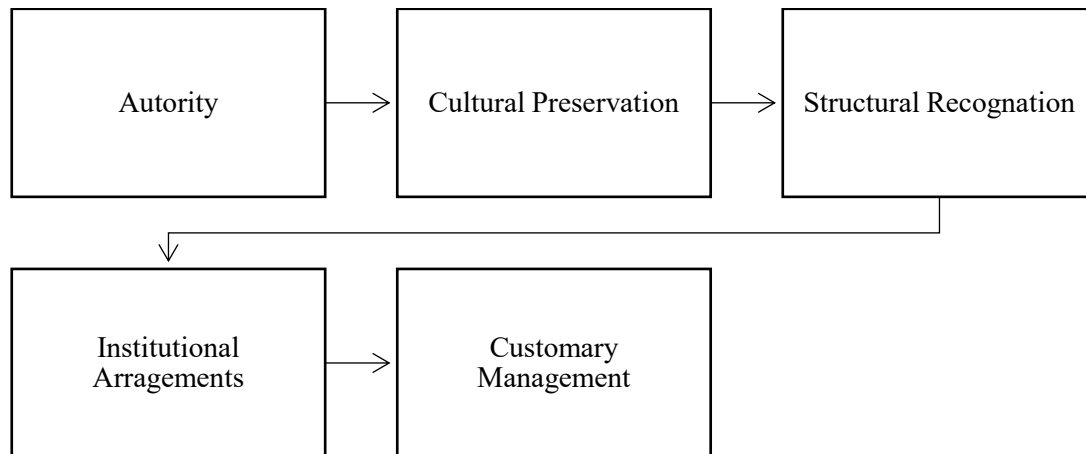 Autority
Cultural Preservation
Structural Recognation
Institutional
Arragements
Customary
Management